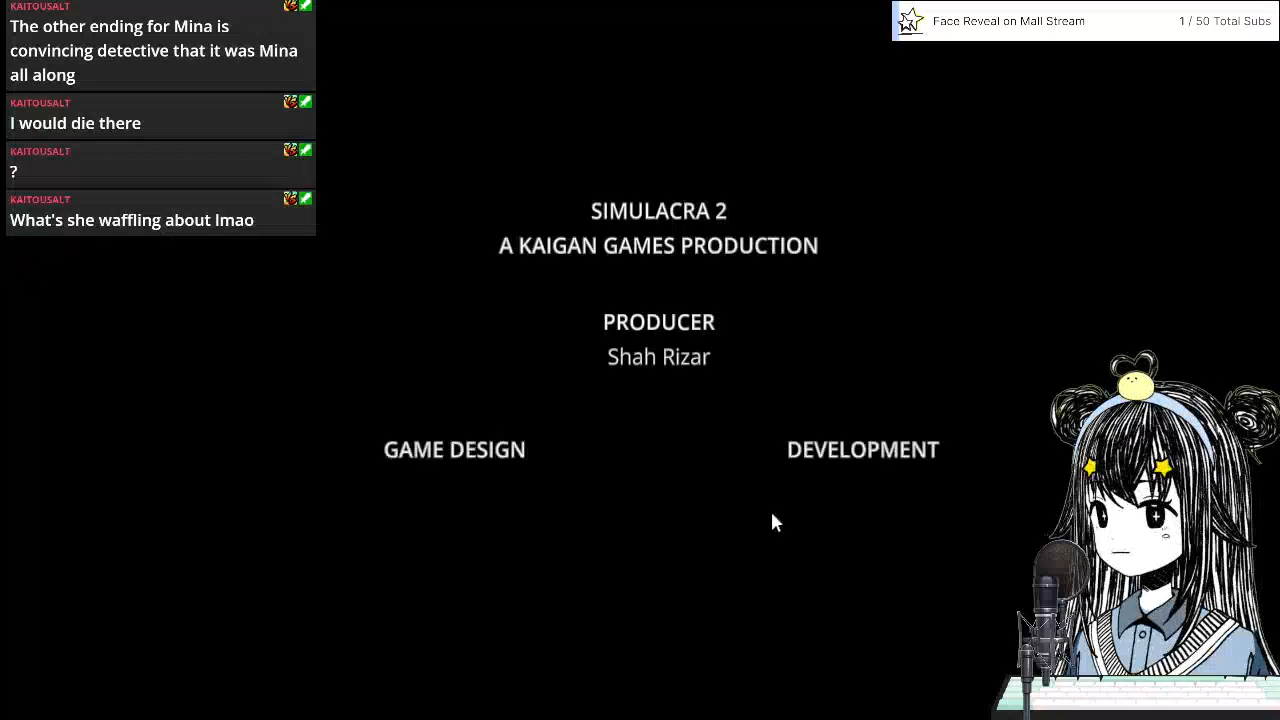 KAITOUSALT
The other ending for Mina is
convincing detective that it was Mina
all along
KAITOUSALT
I would die there
KAITOUSALT
?
KAITOUSALT
What's she waffling about lmao
Face Reveal on Mall Stream
1 / 50 Total Subs
SIMULACRA 2
A KAIGAN GAMES PRODUCTION
PRODUCER
Shah Rizar
GAME DESIGN
DEVELOPMENT